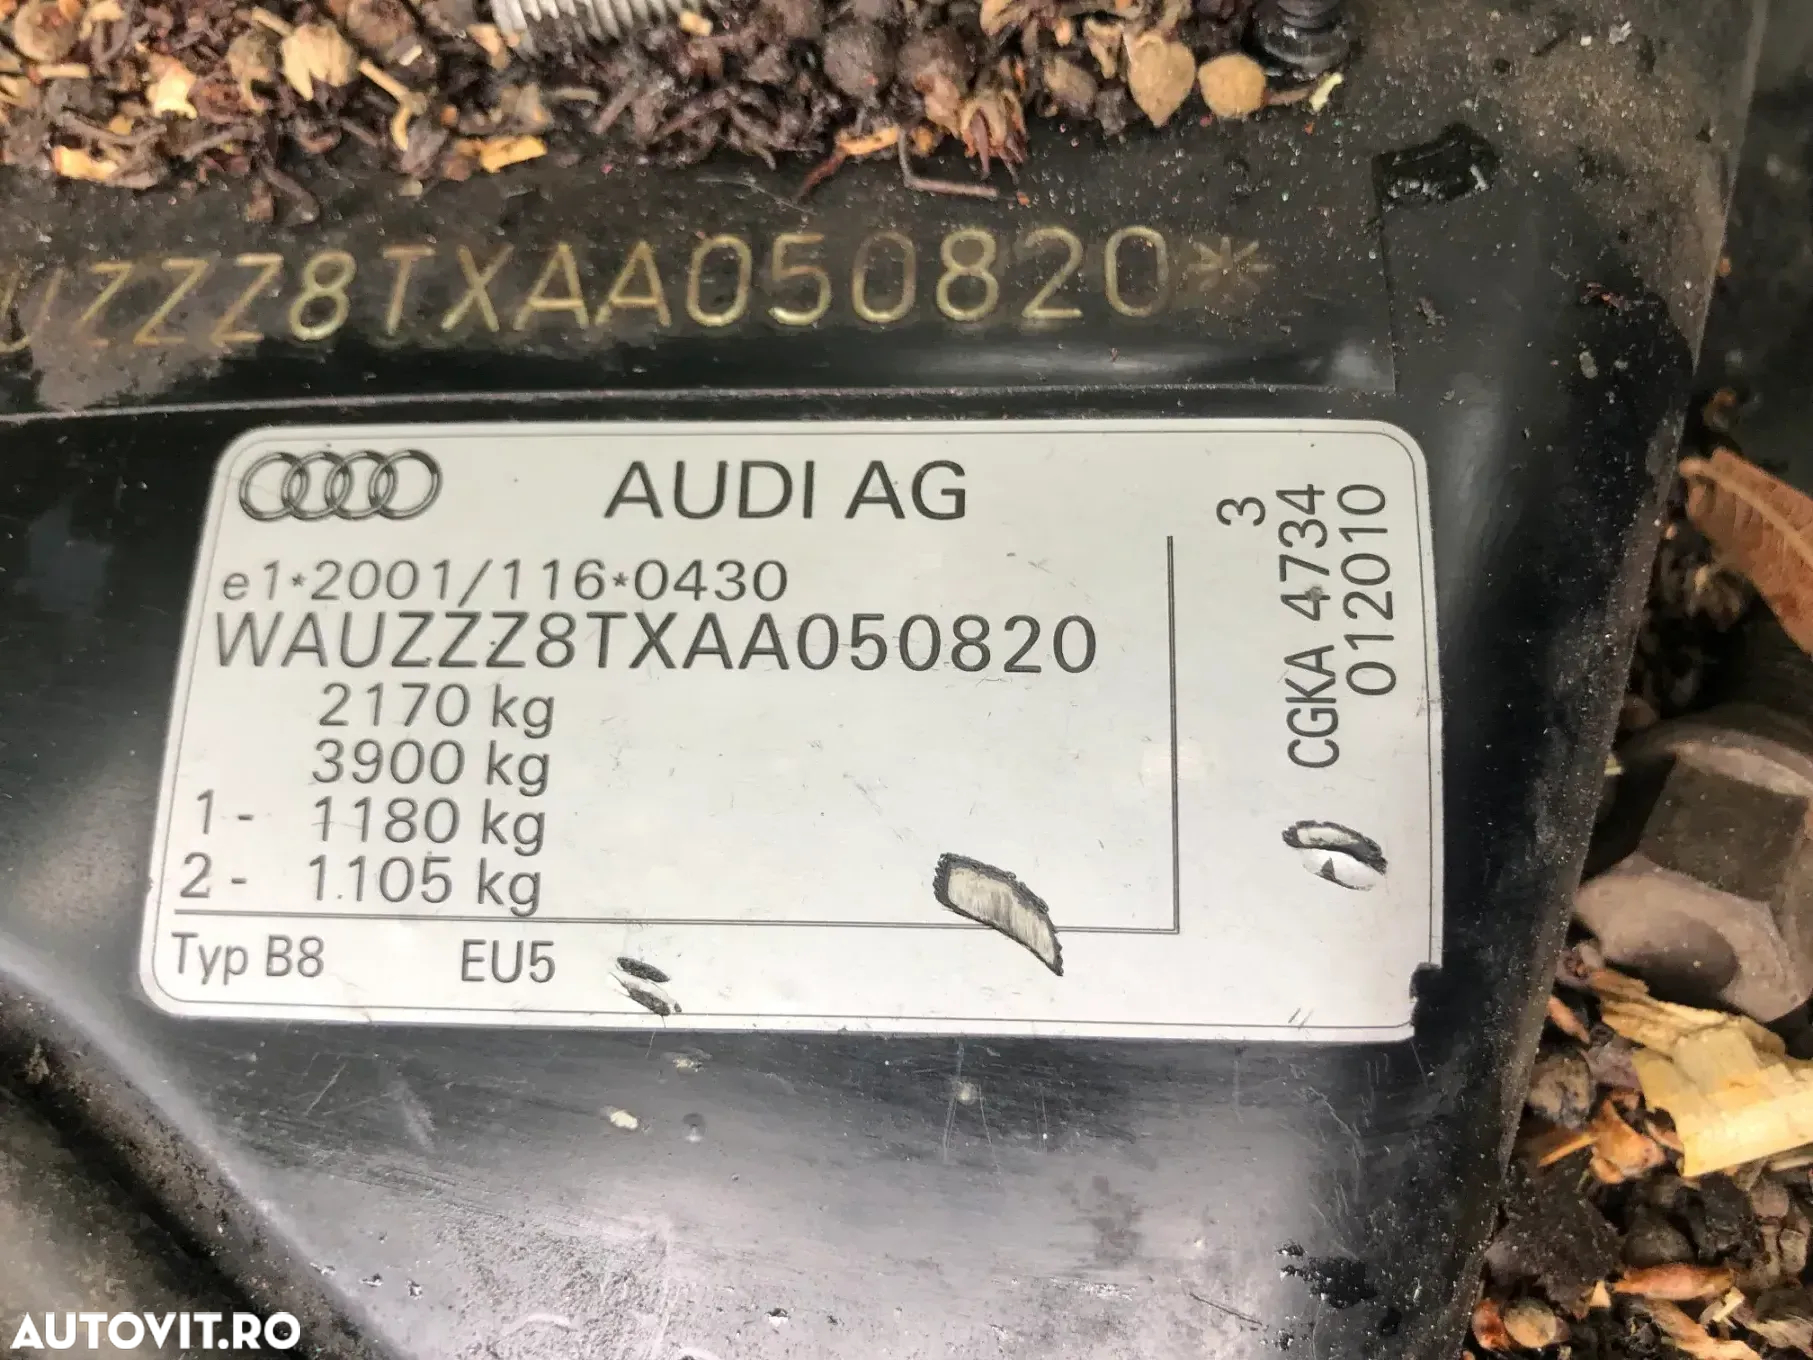 UZZZ8TXAA050820*
AUDI AG
e1*2001/116*0430
WAUZZZ8TXAA050820
2170 kg
3900 kg
1- 1180 kg
2- 1105 kg
Typ B8 EU5
3
CGKA 4734
012010
AUTOVIT.RO